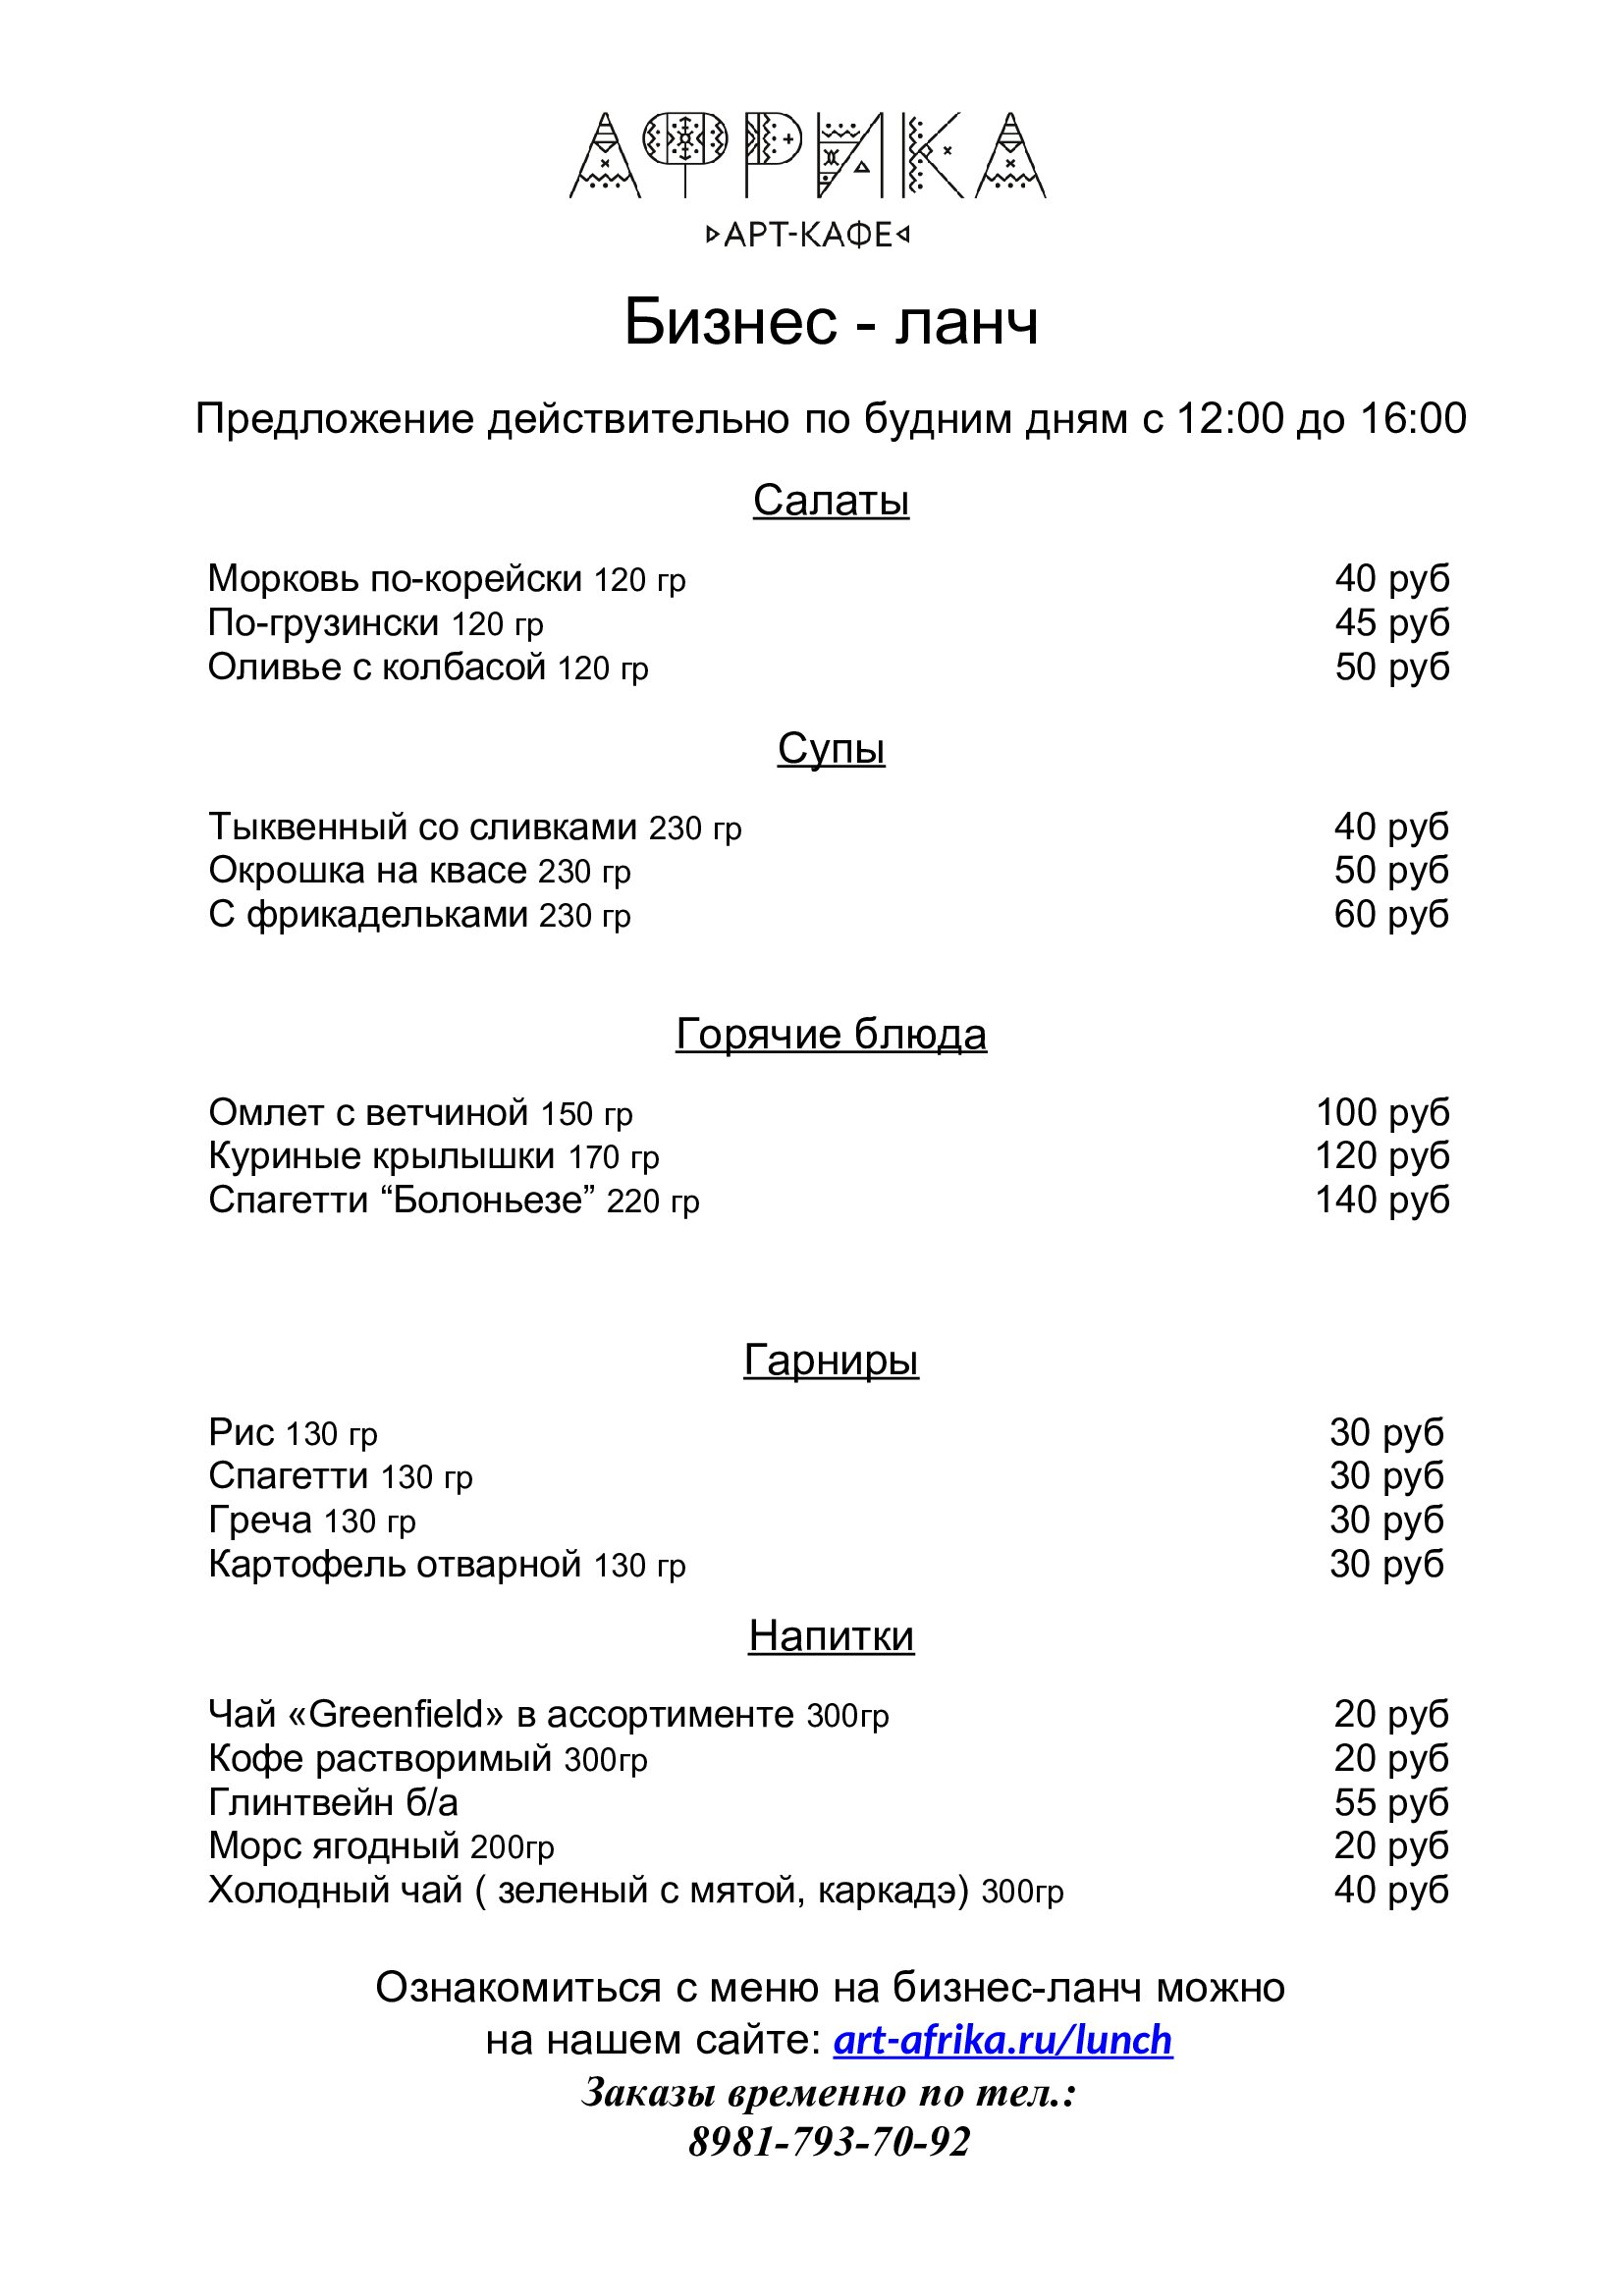 АФРИКА
АРТ-КАФЕ
Бизнес - ланч
Предложение действительно по будним дням с 12:00 до 16:00
Салаты
Морковь по-корейски 120 гр 40 руб
По-грузински 120 гр 45 руб
Оливье с колбасой 120 гр 50 руб
Супы
Тыквенный со сливками 230 гр 40 руб
Окрошка на квасе 230 гр 50 руб
С фрикадельками 230 гр 60 руб
Горячие блюда
Омлет с ветчиной 150 гр 100 руб
Куриные крылышки 170 гр 120 руб
Спагетти “Болоньезе” 220 гр 140 руб
Гарниры
Рис 130 гр 30 руб
Спагетти 130 гр 30 руб
Греча 130 гр 30 руб
Картофель отварной 130 гр 30 руб
Напитки
Чай «Greenfield» в ассортименте 300гр 20 руб
Кофе растворимый 300гр 20 руб
Глинтвейн б/а 55 руб
Морс ягодный 200гр 20 руб
Холодный чай ( зеленый с мятой, каркадэ) 300гр 40 руб
Ознакомиться с меню на бизнес-ланч можно
на нашем сайте: art-afrika.ru/lunch
Заказы временно по тел.:
8981-793-70-92